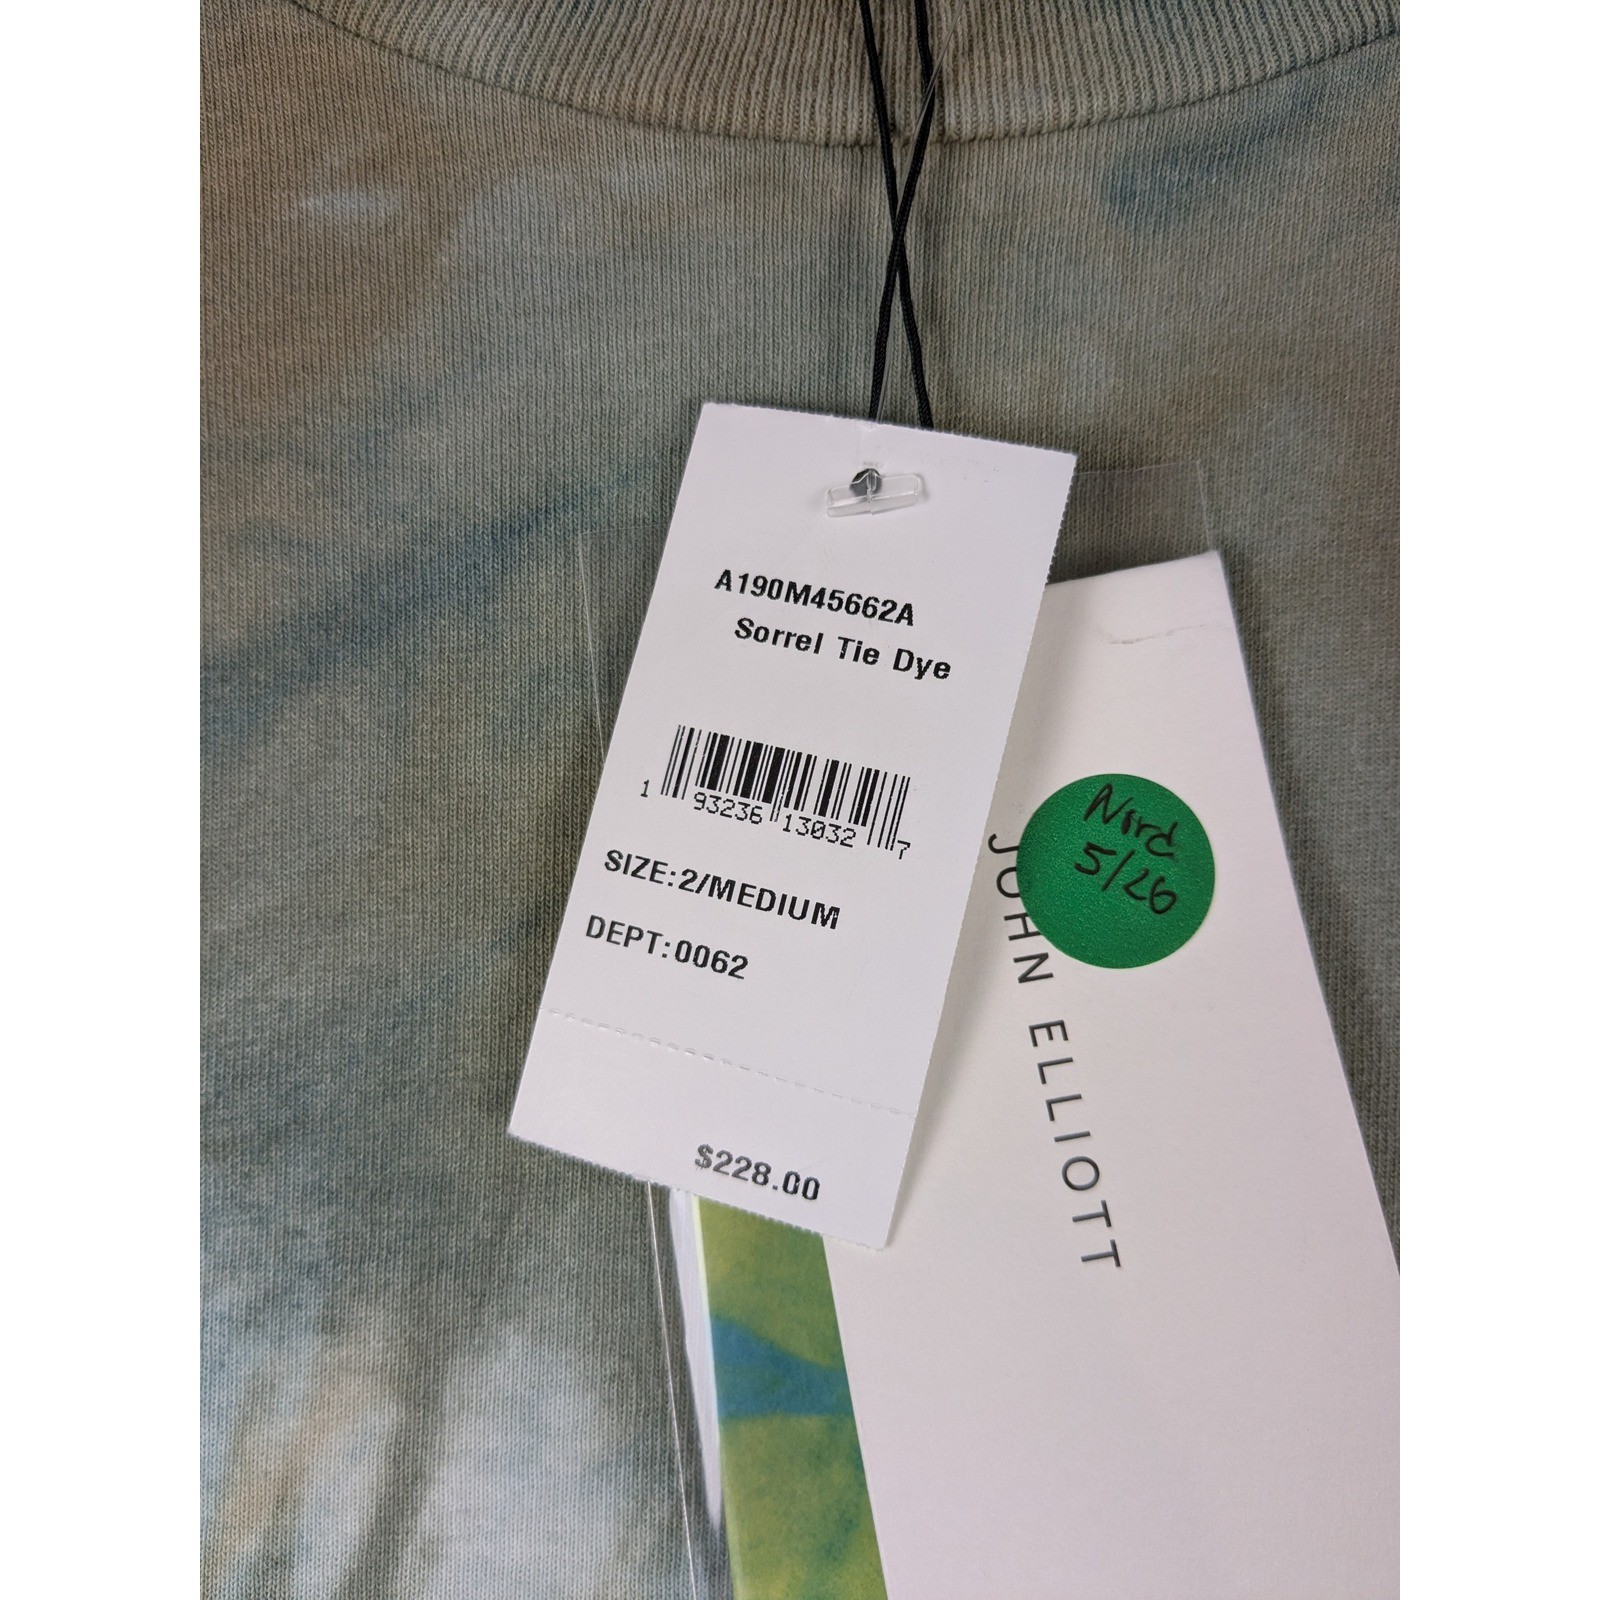 A190M45662A
Sorrel Tie Dye
1 93236 13032 7
SIZE:2/MEDIUM
DEPT:0062
$228.00
Nord
5/26
JOHN ELLIOTT